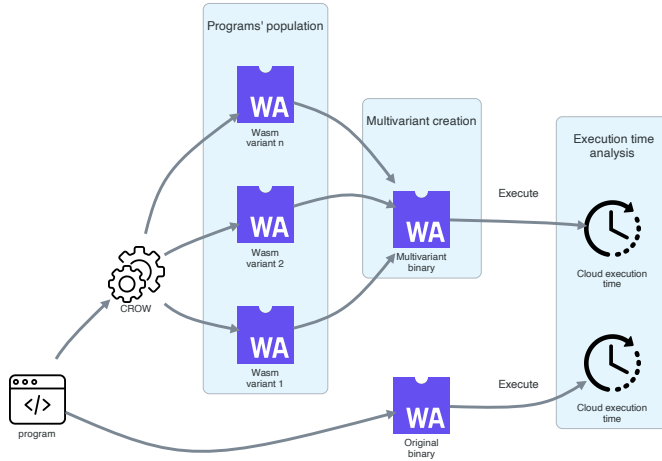 Programs' population
WA
Wasm
variant n
WA
Wasm
variant 2
WA
Wasm
variant 1
CROW
</>
program
Multivariant creation
WA
Multivariant
binary
WA
Original
binary
Execute
Execute
Execution time
analysis
Cloud execution
time
Cloud execution
time